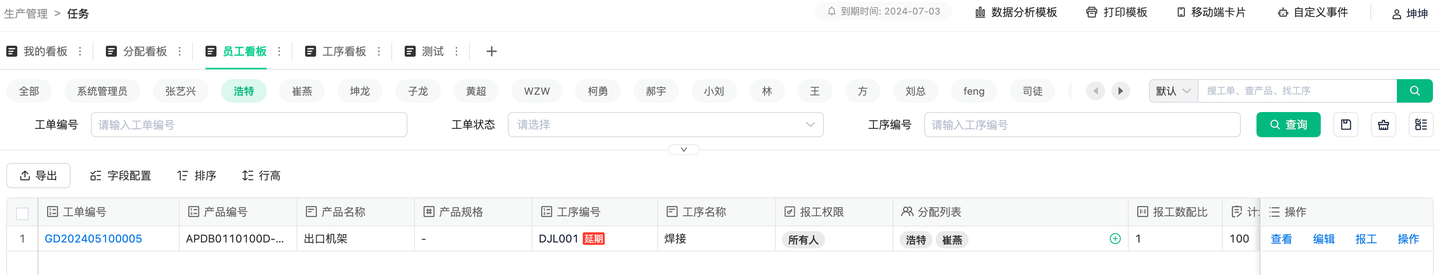 生产管理 > 任务 到期时间: 2024-07-03 数据分析模板 打印模板 移动端卡片 自定义事件 坤坤
我的看板 分配看板 员工看板 工序看板 测试
全部 系统管理员 张艺兴 浩特 崔燕 坤龙 子龙 黄超 WZW 柯勇 郝宇 小刘 林 王 方 刘总 feng 司徒 默认 搜工单、查产品、找工序
工单编号 请输入工单编号 工单状态 请选择 工序编号 请输入工序编号 查询
导出 字段配置 排序 行高
工单编号 产品编号 产品名称 产品规格 工序编号 工序名称 报工权限 分配列表 报工数配比 操作
1 GD202405100005 APDB0110100D-... 出口机架 - DJL001 延期 焊接 所有人 浩特 崔燕 1 100 查看 编辑 报工 操作